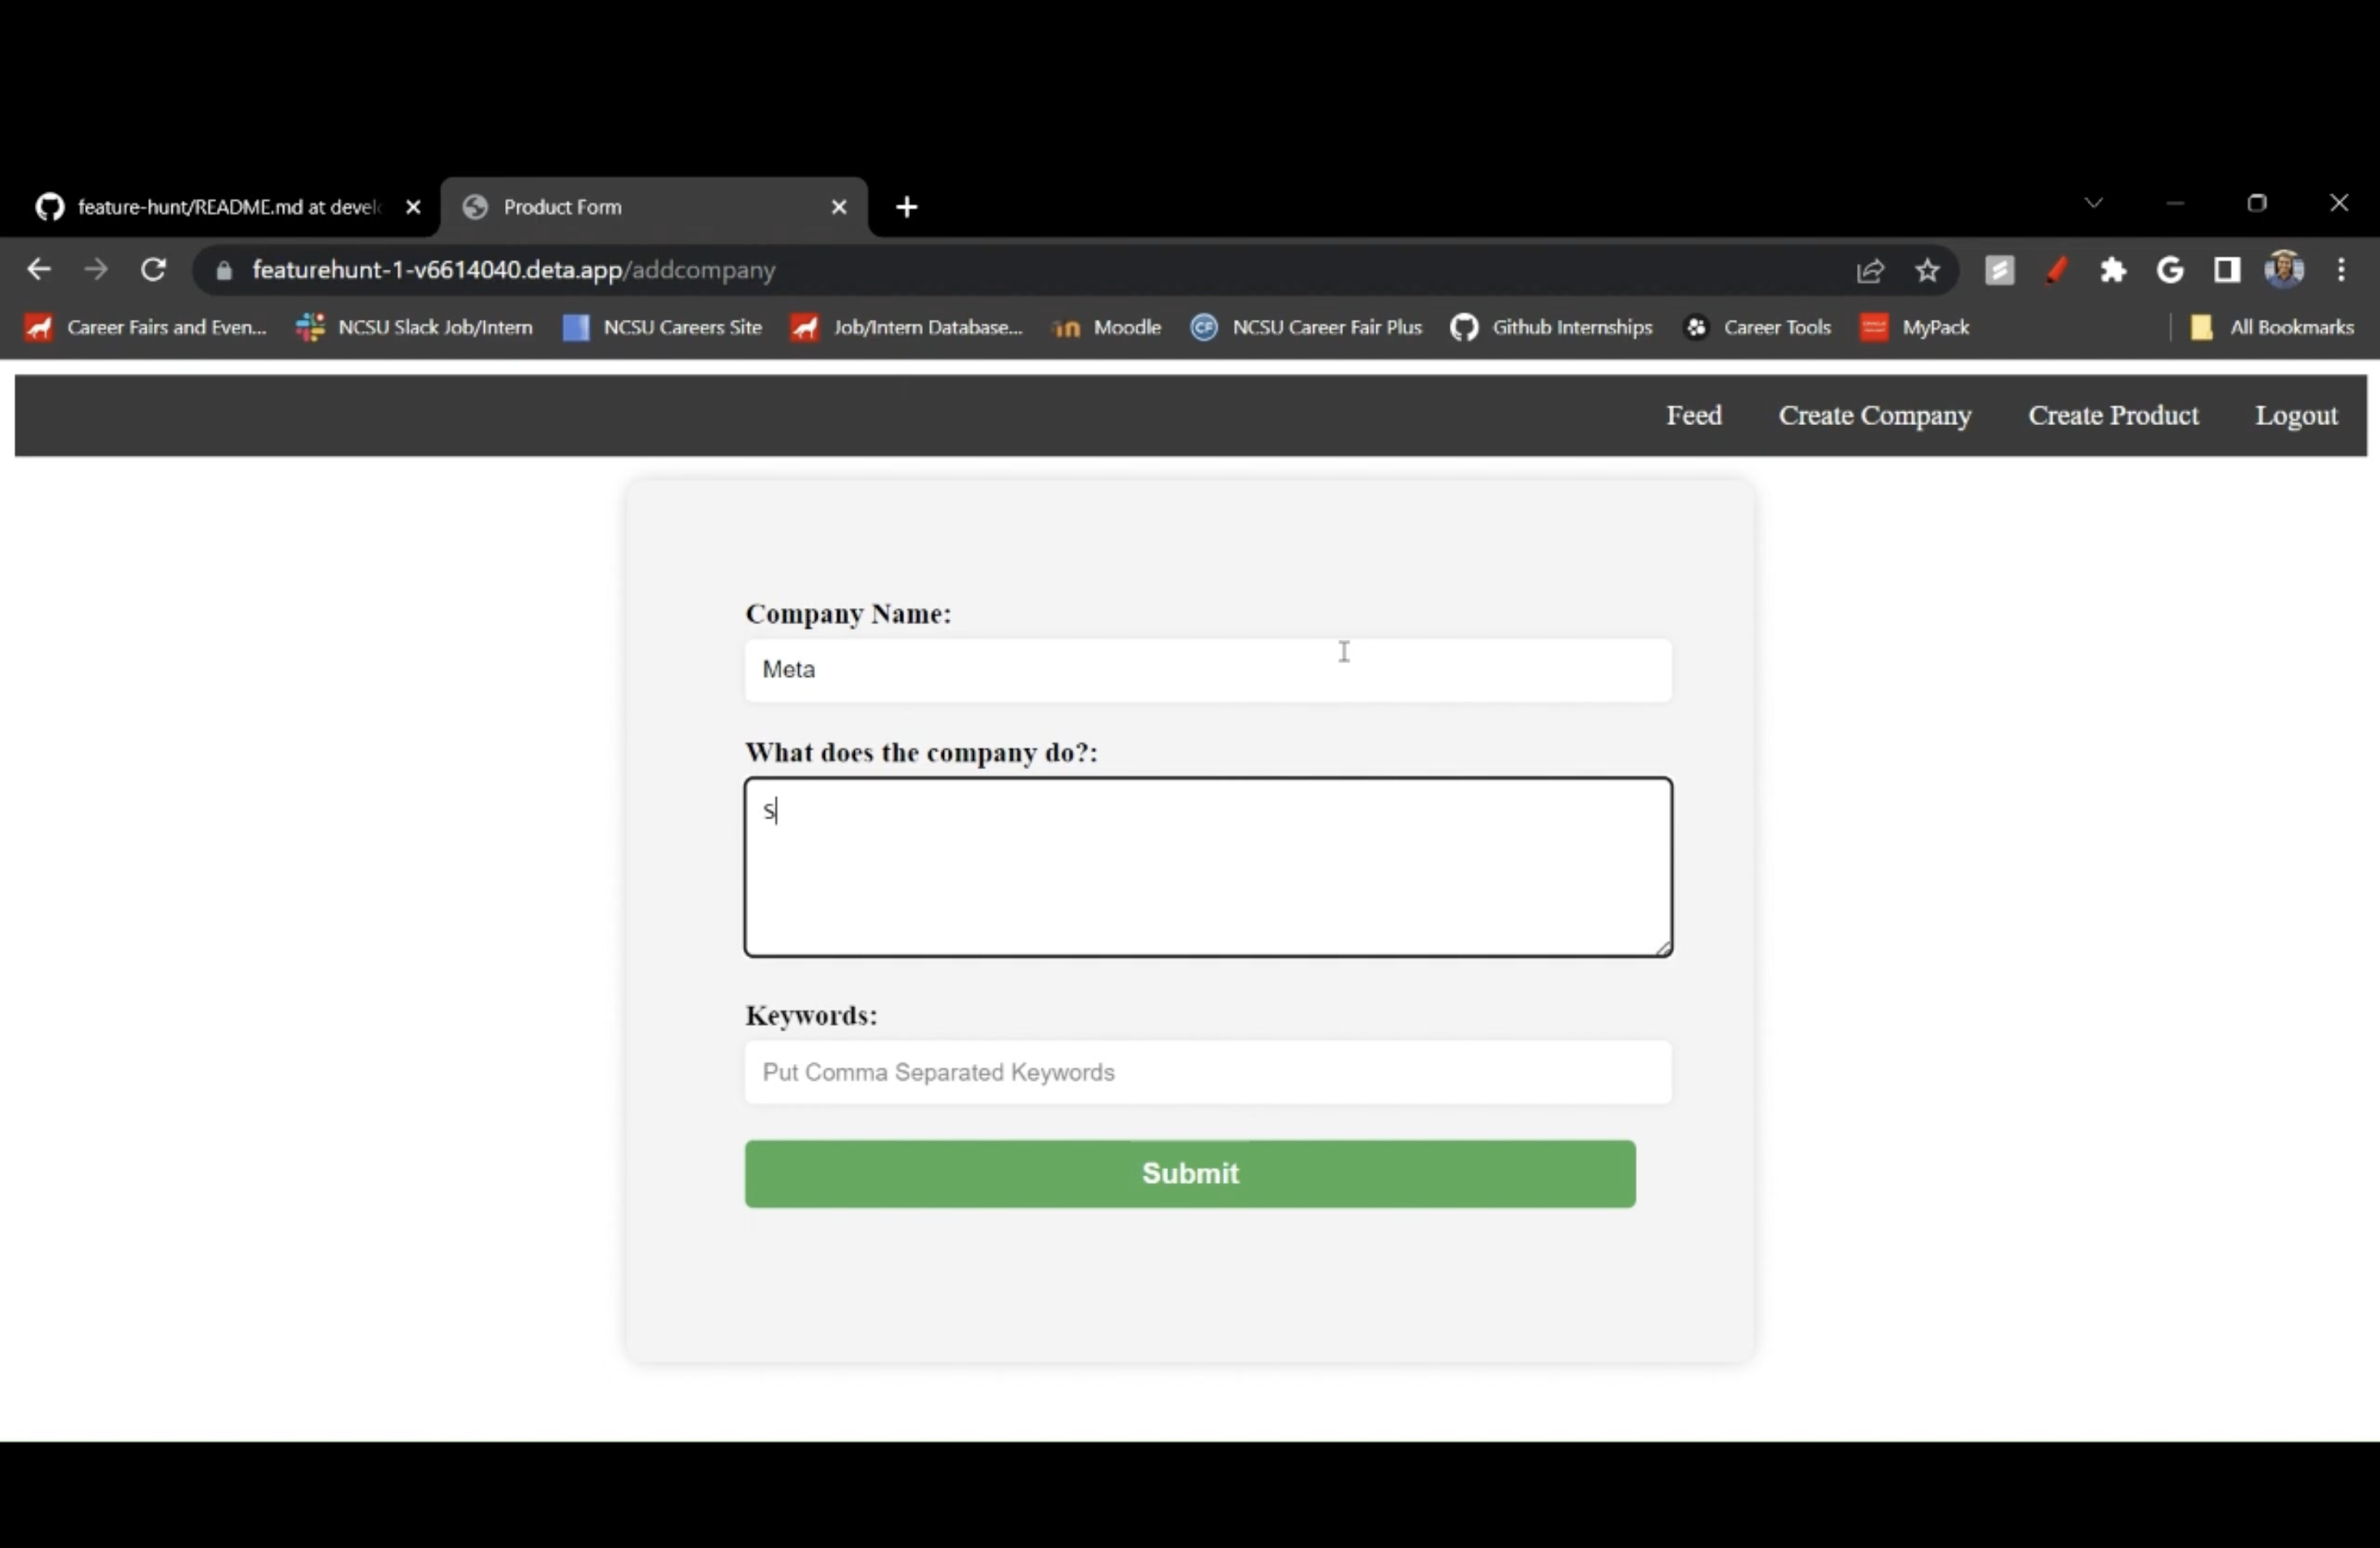 feature-hunt/README.md at devel
Product Form
featurehunt-1-v6614040.deta.app/addcompany
G
Career Fairs and Even...
NCSU Slack Job/Intern
NCSU Careers Site
Job/Intern Database...
Moodle
CF
NCSU Career Fair Plus
Github Internships
Career Tools
MyPack
All Bookmarks
Feed
Create Company
Create Product
Logout
Company Name:
Meta
What does the company do?:
S
Keywords:
Put Comma Separated Keywords
Submit